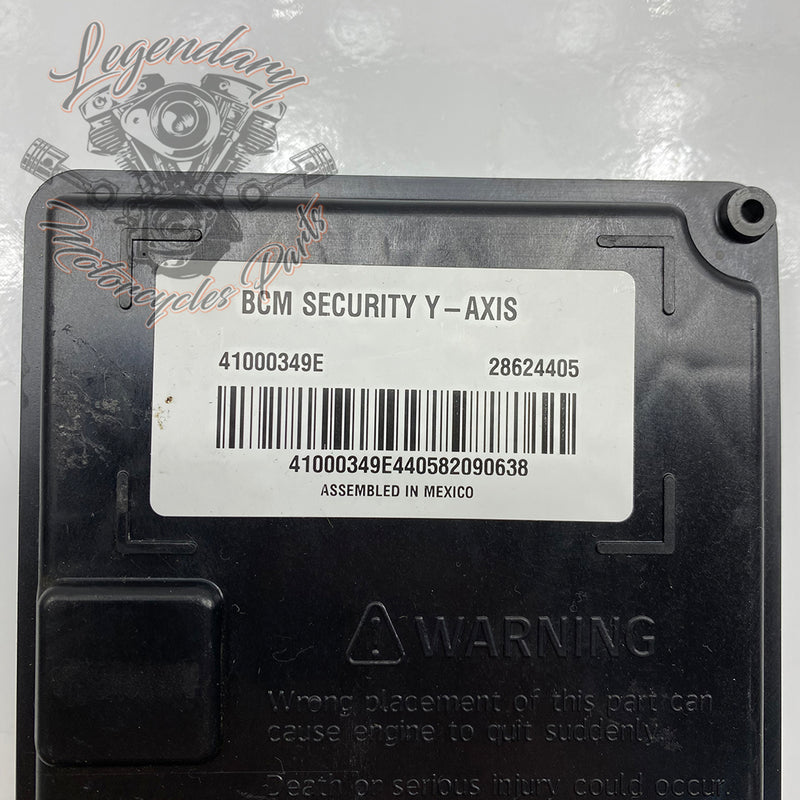 Legendary
Motorcycles Parts
BCM SECURITY Y-AXIS
41000349E 28624405
41000349E440582090638
ASSEMBLED IN MEXICO
WARNING
Wrong placement of this part can
cause engine to quit suddenly.
Death or serious injury could occur.